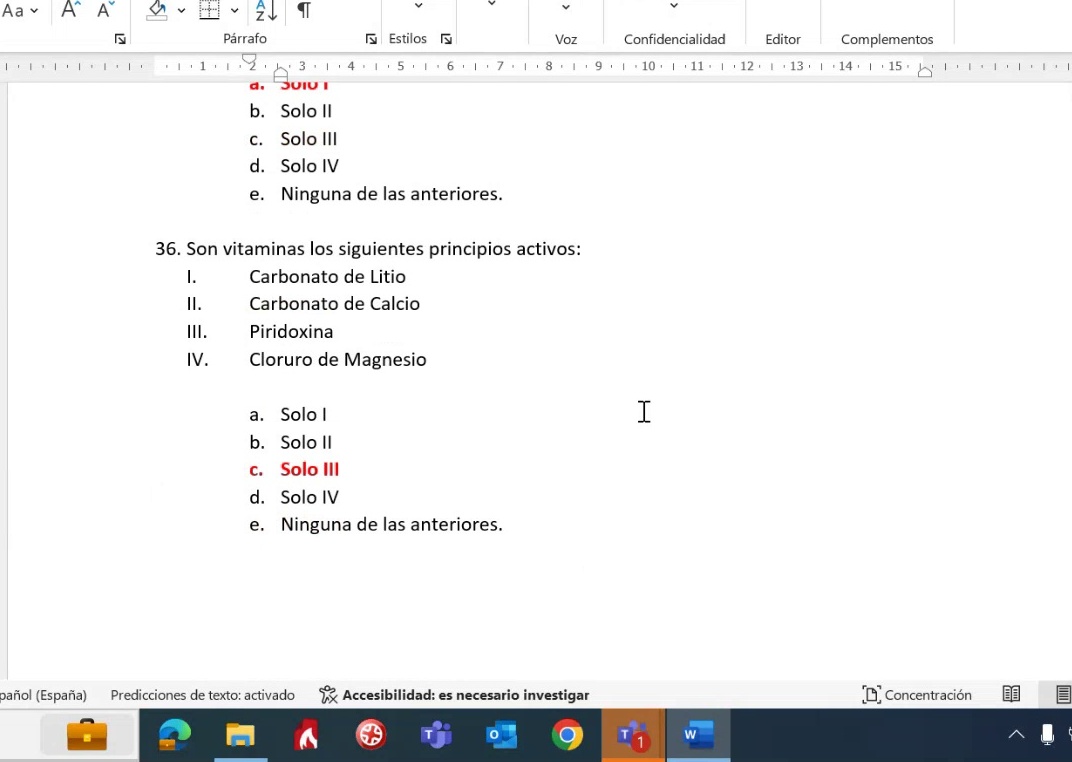 Aa A A A Z ¶
Párrafo Estilos Voz Confidencialidad Editor Complementos
1 2 3 4 5 6 7 8 9 10 11 12 13 14 15
a. Solo I
b. Solo II
c. Solo III
d. Solo IV
e. Ninguna de las anteriores.
36. Son vitaminas los siguientes principios activos:
I. Carbonato de Litio
II. Carbonato de Calcio
III. Piridoxina
IV. Cloruro de Magnesio
a. Solo I
b. Solo II
c. Solo III
d. Solo IV
e. Ninguna de las anteriores.
pañol (España) Predicciones de texto: activado Accesibilidad: es necesario investigar Concentración
T O T 1 W